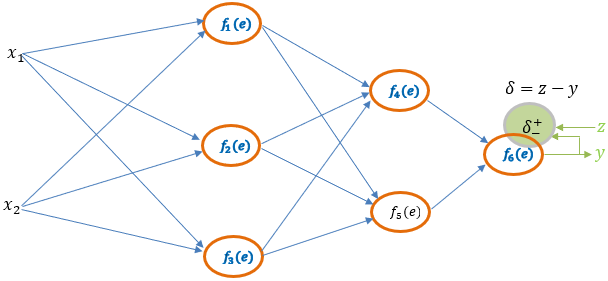 x₁
x₂
f₁(e)
f₂(e)
f₃(e)
f₄(e)
f₅(e)
δ = z − y
δ⁺₋
f₆(e)
z
y